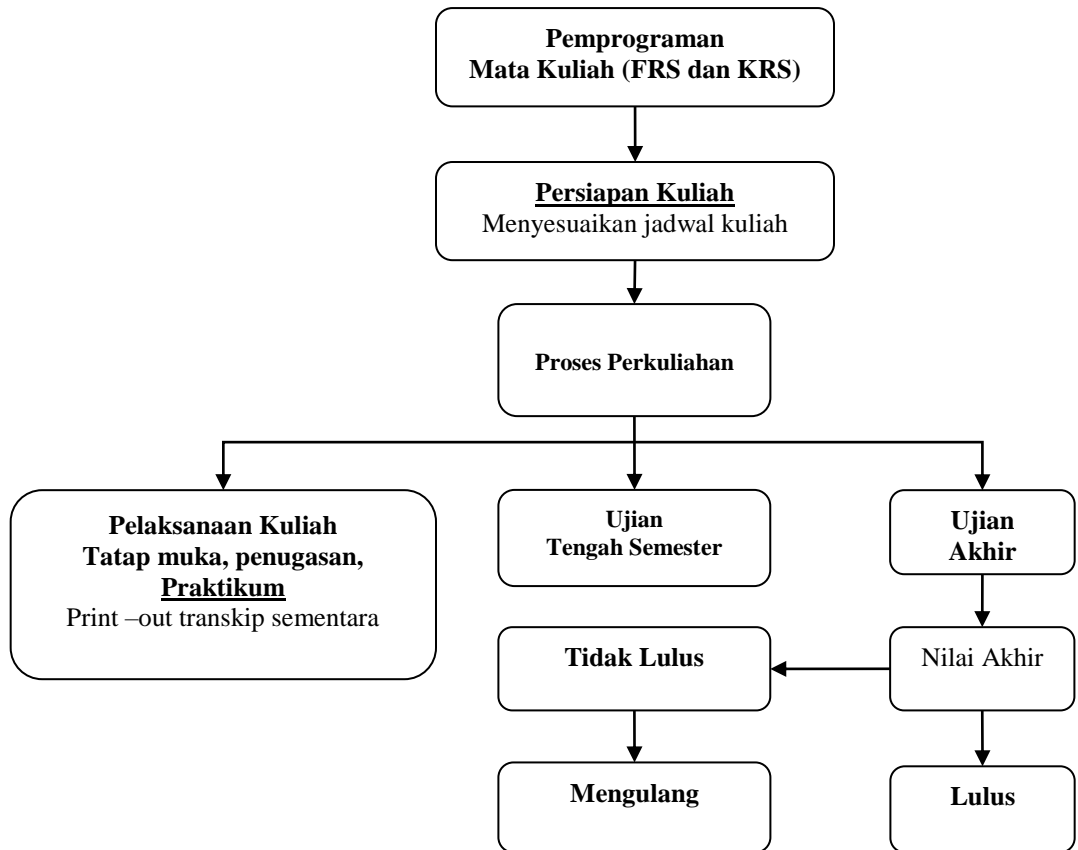 Pemprograman
Mata Kuliah (FRS dan KRS)
Persiapan Kuliah
Menyesuaikan jadwal kuliah
Proses Perkuliahan
Pelaksanaan Kuliah
Tatap muka, penugasan,
Praktikum
Print –out transkip sementara
Ujian
Tengah Semester
Ujian
Akhir
Tidak Lulus
Nilai Akhir
Mengulang
Lulus